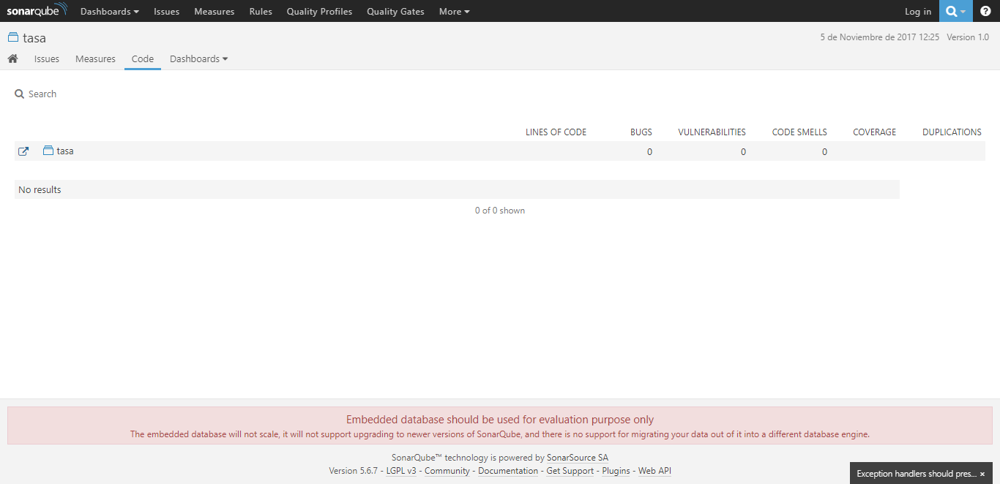 sonarqube Dashboards Issues Measures Rules Quality Profiles Quality Gates More Log in
tasa 5 de Noviembre de 2017 12:25 Version 1.0
Issues Measures Code Dashboards
Search
LINES OF CODE BUGS VULNERABILITIES CODE SMELLS COVERAGE DUPLICATIONS
tasa 0 0 0
No results
0 of 0 shown
Embedded database should be used for evaluation purpose only
The embedded database will not scale, it will not support upgrading to newer versions of SonarQube, and there is no support for migrating your data out of it into a different database engine.
SonarQube™ technology is powered by SonarSource SA
Version 5.6.7 - LGPL v3 - Community - Documentation - Get Support - Plugins - Web API
Exception handlers should pres... ×